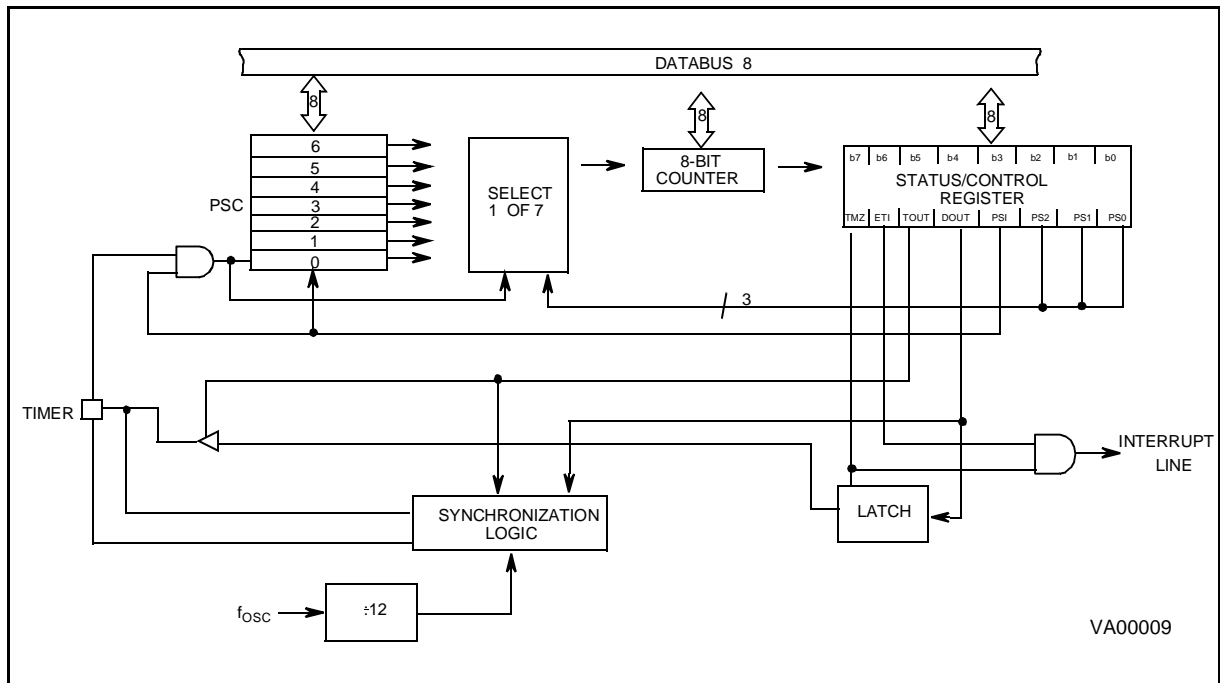 DATABUS 8
8
8
8
6
5
4
3
2
1
0
PSC
SELECT
1 OF 7
8-BIT
COUNTER
b7 b6 b5 b4 b3 b2 b1 b0
STATUS/CONTROL
REGISTER
TMZ ETI TOUT DOUT PSI PS2 PS1 PS0
3
TIMER
INTERRUPT
LINE
SYNCHRONIZATION
LOGIC
LATCH
fOSC
÷12
VA00009